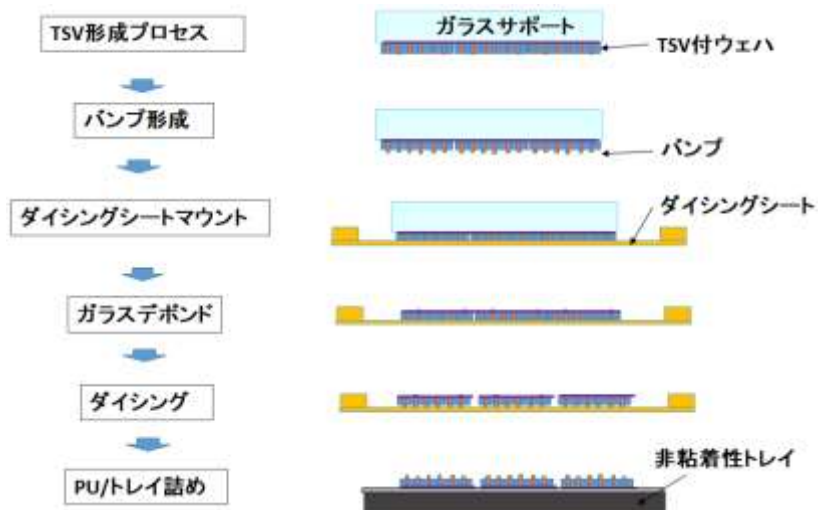 TSV形成プロセス
ガラスサポート
TSV付ウェハ
バンプ形成
バンプ
ダイシングシートマウント
ダイシングシート
ガラスデボンド
ダイシング
非粘着性トレイ
PU/トレイ詰め